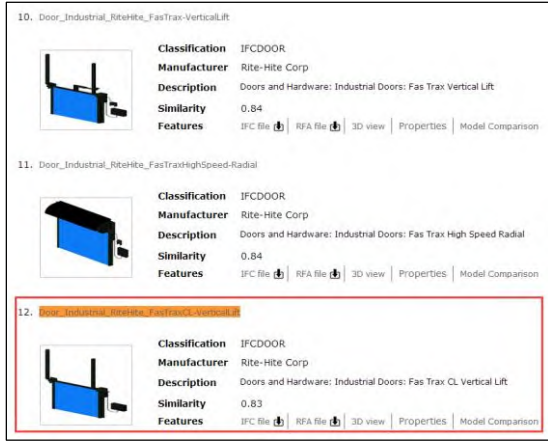 10. Door_Industrial_RiteHite_FasTrax-VerticalLift
Classification IFCDOOR
Manufacturer Rite-Hite Corp
Description Doors and Hardware: Industrial Doors: Fas Trax Vertical Lift
Similarity 0.84
Features IFC file | RFA file | 3D view | Properties | Model Comparison
11. Door_Industrial_RiteHite_FasTraxHighSpeed-Radial
Classification IFCDOOR
Manufacturer Rite-Hite Corp
Description Doors and Hardware: Industrial Doors: Fas Trax High Speed Radial
Similarity 0.84
Features IFC file | RFA file | 3D view | Properties | Model Comparison
12. Door_Industrial_RiteHite_FasTraxCL-VerticalLift
Classification IFCDOOR
Manufacturer Rite-Hite Corp
Description Doors and Hardware: Industrial Doors: Fas Trax CL Vertical Lift
Similarity 0.83
Features IFC file | RFA file | 3D view | Properties | Model Comparison